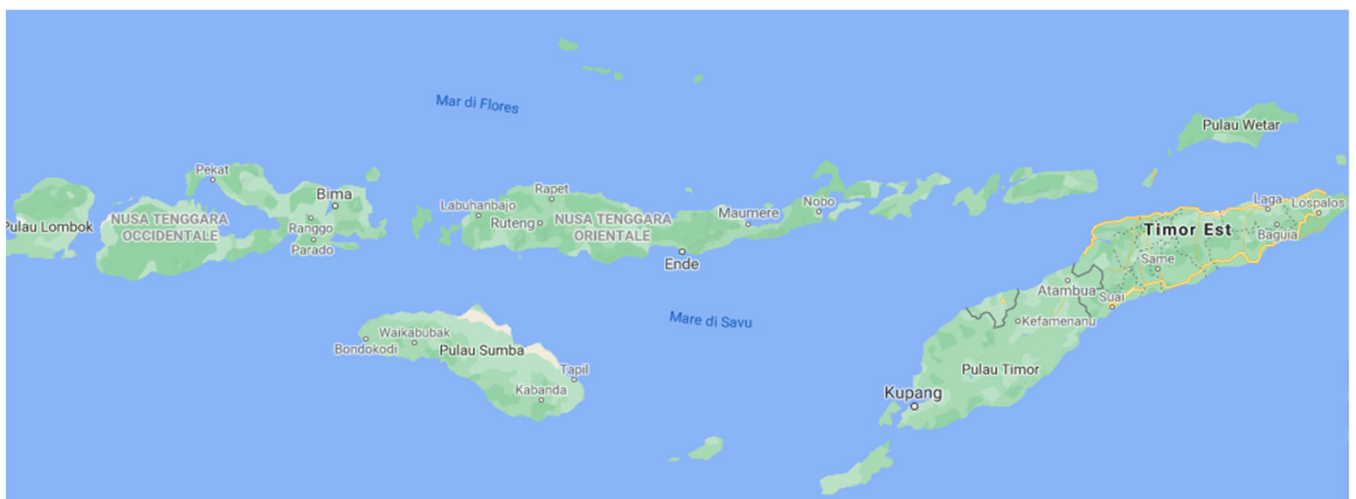 Mar di Flores
Pulau Wetar
Pekat
Bima
Rapet
Labuhanbajo
Nobo
Laga
Lospalos
Pulau Lombok
NUSA TENGGARA
OCCIDENTALE
Ranggo
Parado
Ruteng
NUSA TENGGARA
ORIENTALE
Maumere
Timor Est
Baguia
Ende
Same
Atambua
Suai
Mare di Savu
Kefamenanu
Waikabubak
Bondokodi
Pulau Sumba
Tapil
Kabanda
Pulau Timor
Kupang